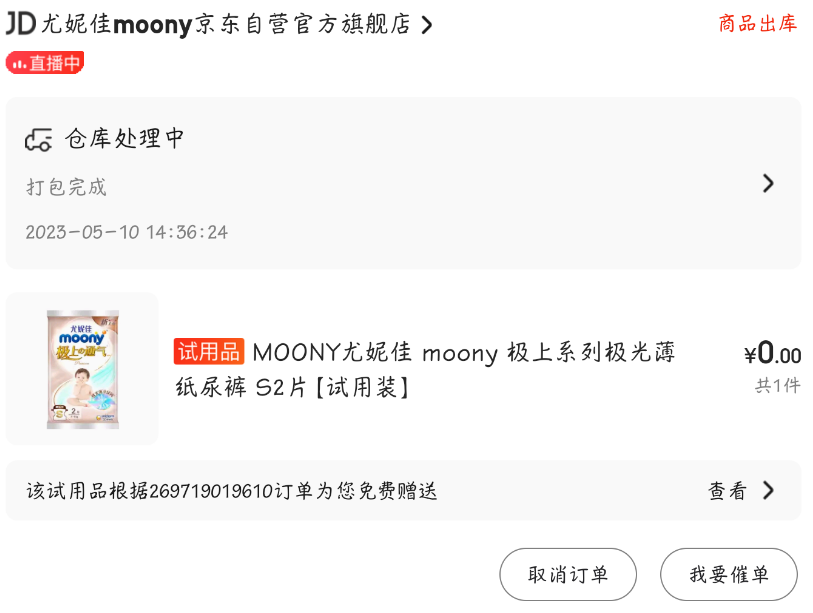 JD 尤妮佳moony京东自营官方旗舰店
商品出库
直播中
仓库处理中
打包完成
2023-05-10 14:36:24
尤妮佳
moony
极上の通气
试用品 MOONY尤妮佳 moony 极上系列极光薄
纸尿裤 S2片【试用装】
¥0.00
共1件
该试用品根据269719019610订单为您免费赠送
查看
取消订单
我要催单